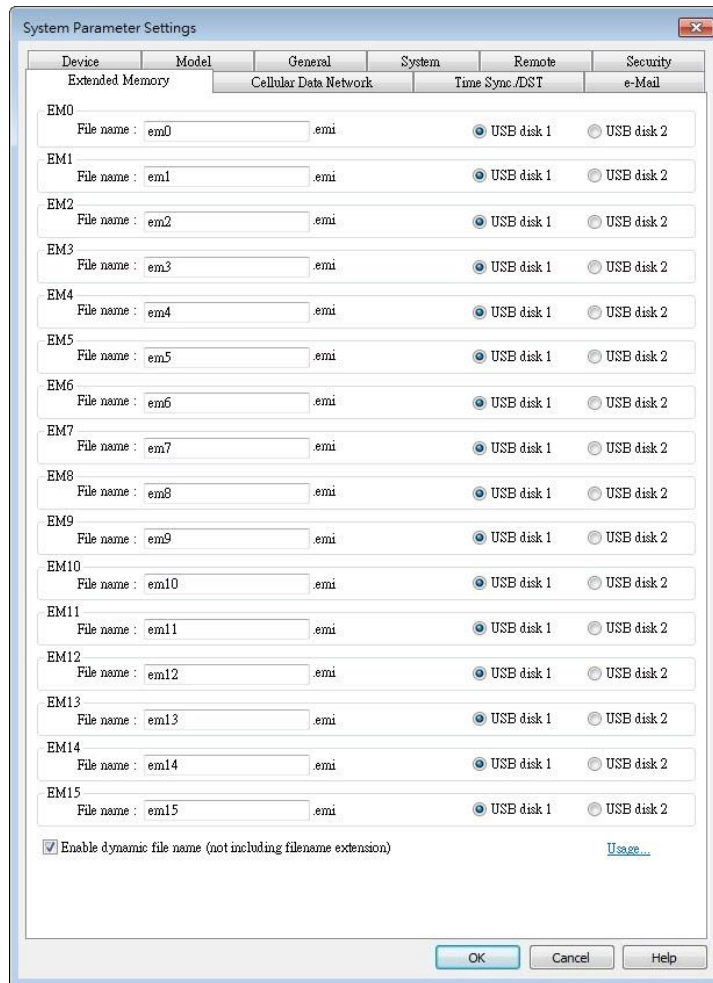 System Parameter Settings
Device Model General System Remote Security
Extended Memory Cellular Data Network Time Sync./DST e-Mail
EM0
File name : em0 .emi USB disk 1 USB disk 2
EM1
File name : em1 .emi USB disk 1 USB disk 2
EM2
File name : em2 .emi USB disk 1 USB disk 2
EM3
File name : em3 .emi USB disk 1 USB disk 2
EM4
File name : em4 .emi USB disk 1 USB disk 2
EM5
File name : em5 .emi USB disk 1 USB disk 2
EM6
File name : em6 .emi USB disk 1 USB disk 2
EM7
File name : em7 .emi USB disk 1 USB disk 2
EM8
File name : em8 .emi USB disk 1 USB disk 2
EM9
File name : em9 .emi USB disk 1 USB disk 2
EM10
File name : em10 .emi USB disk 1 USB disk 2
EM11
File name : em11 .emi USB disk 1 USB disk 2
EM12
File name : em12 .emi USB disk 1 USB disk 2
EM13
File name : em13 .emi USB disk 1 USB disk 2
EM14
File name : em14 .emi USB disk 1 USB disk 2
EM15
File name : em15 .emi USB disk 1 USB disk 2
Enable dynamic file name (not including filename extension) Usage...
OK Cancel Help